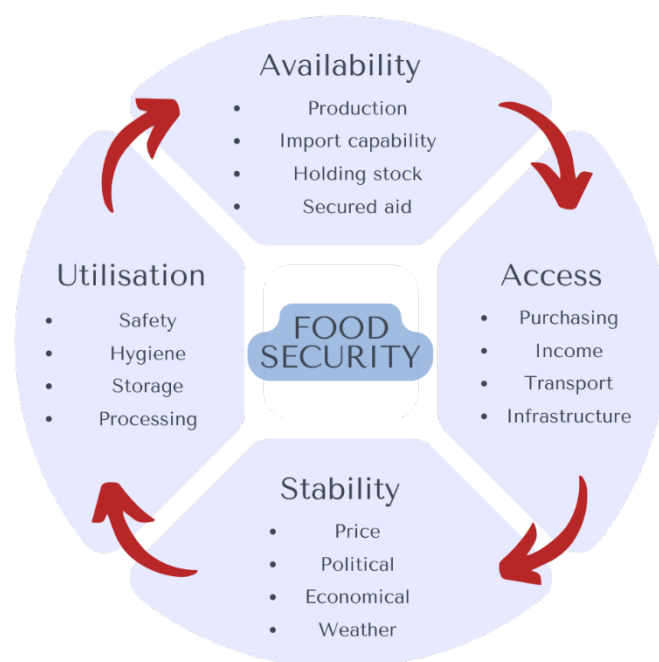 Availability
• Production
• Import capability
• Holding stock
• Secured aid
Access
• Purchasing
• Income
• Transport
• Infrastructure
Stability
• Price
• Political
• Economical
• Weather
Utilisation
• Safety
• Hygiene
• Storage
• Processing
FOOD
SECURITY